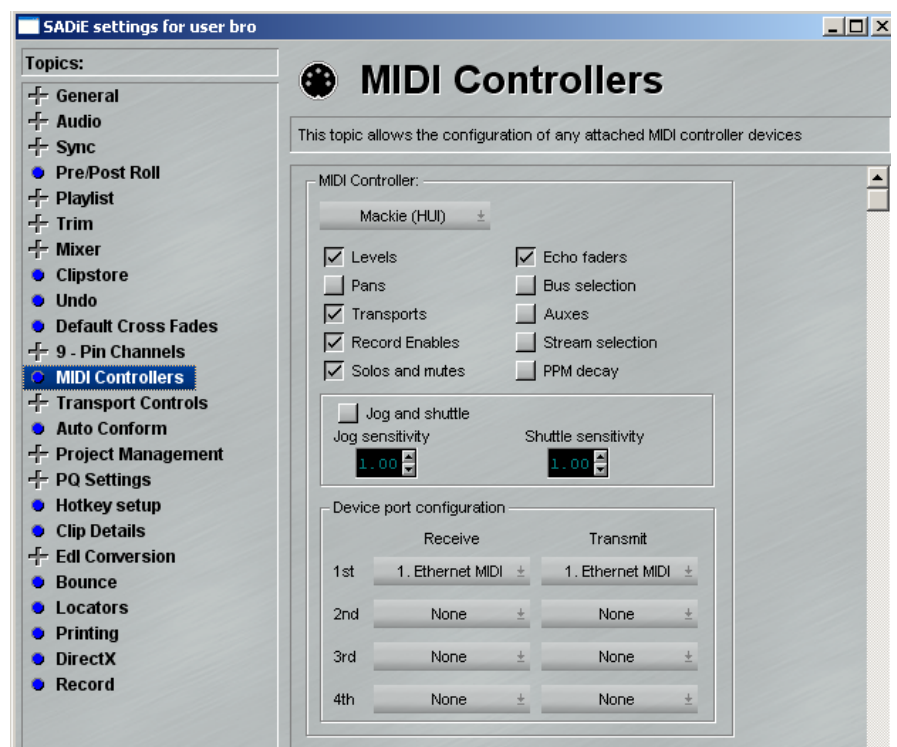 SADiE settings for user bro
Topics:
General
Audio
Sync
Pre/Post Roll
Playlist
Trim
Mixer
Clipstore
Undo
Default Cross Fades
9 - Pin Channels
MIDI Controllers
Transport Controls
Auto Conform
Project Management
PQ Settings
Hotkey setup
Clip Details
Edl Conversion
Bounce
Locators
Printing
DirectX
Record
MIDI Controllers
This topic allows the configuration of any attached MIDI controller devices
MIDI Controller:
Mackie (HUI)
Levels Echo faders
Pans Bus selection
Transports Auxes
Record Enables Stream selection
Solos and mutes PPM decay
Jog and shuttle
Jog sensitivity Shuttle sensitivity
1.00 1.00
Device port configuration
Receive Transmit
1st 1. Ethernet MIDI 1. Ethernet MIDI
2nd None None
3rd None None
4th None None